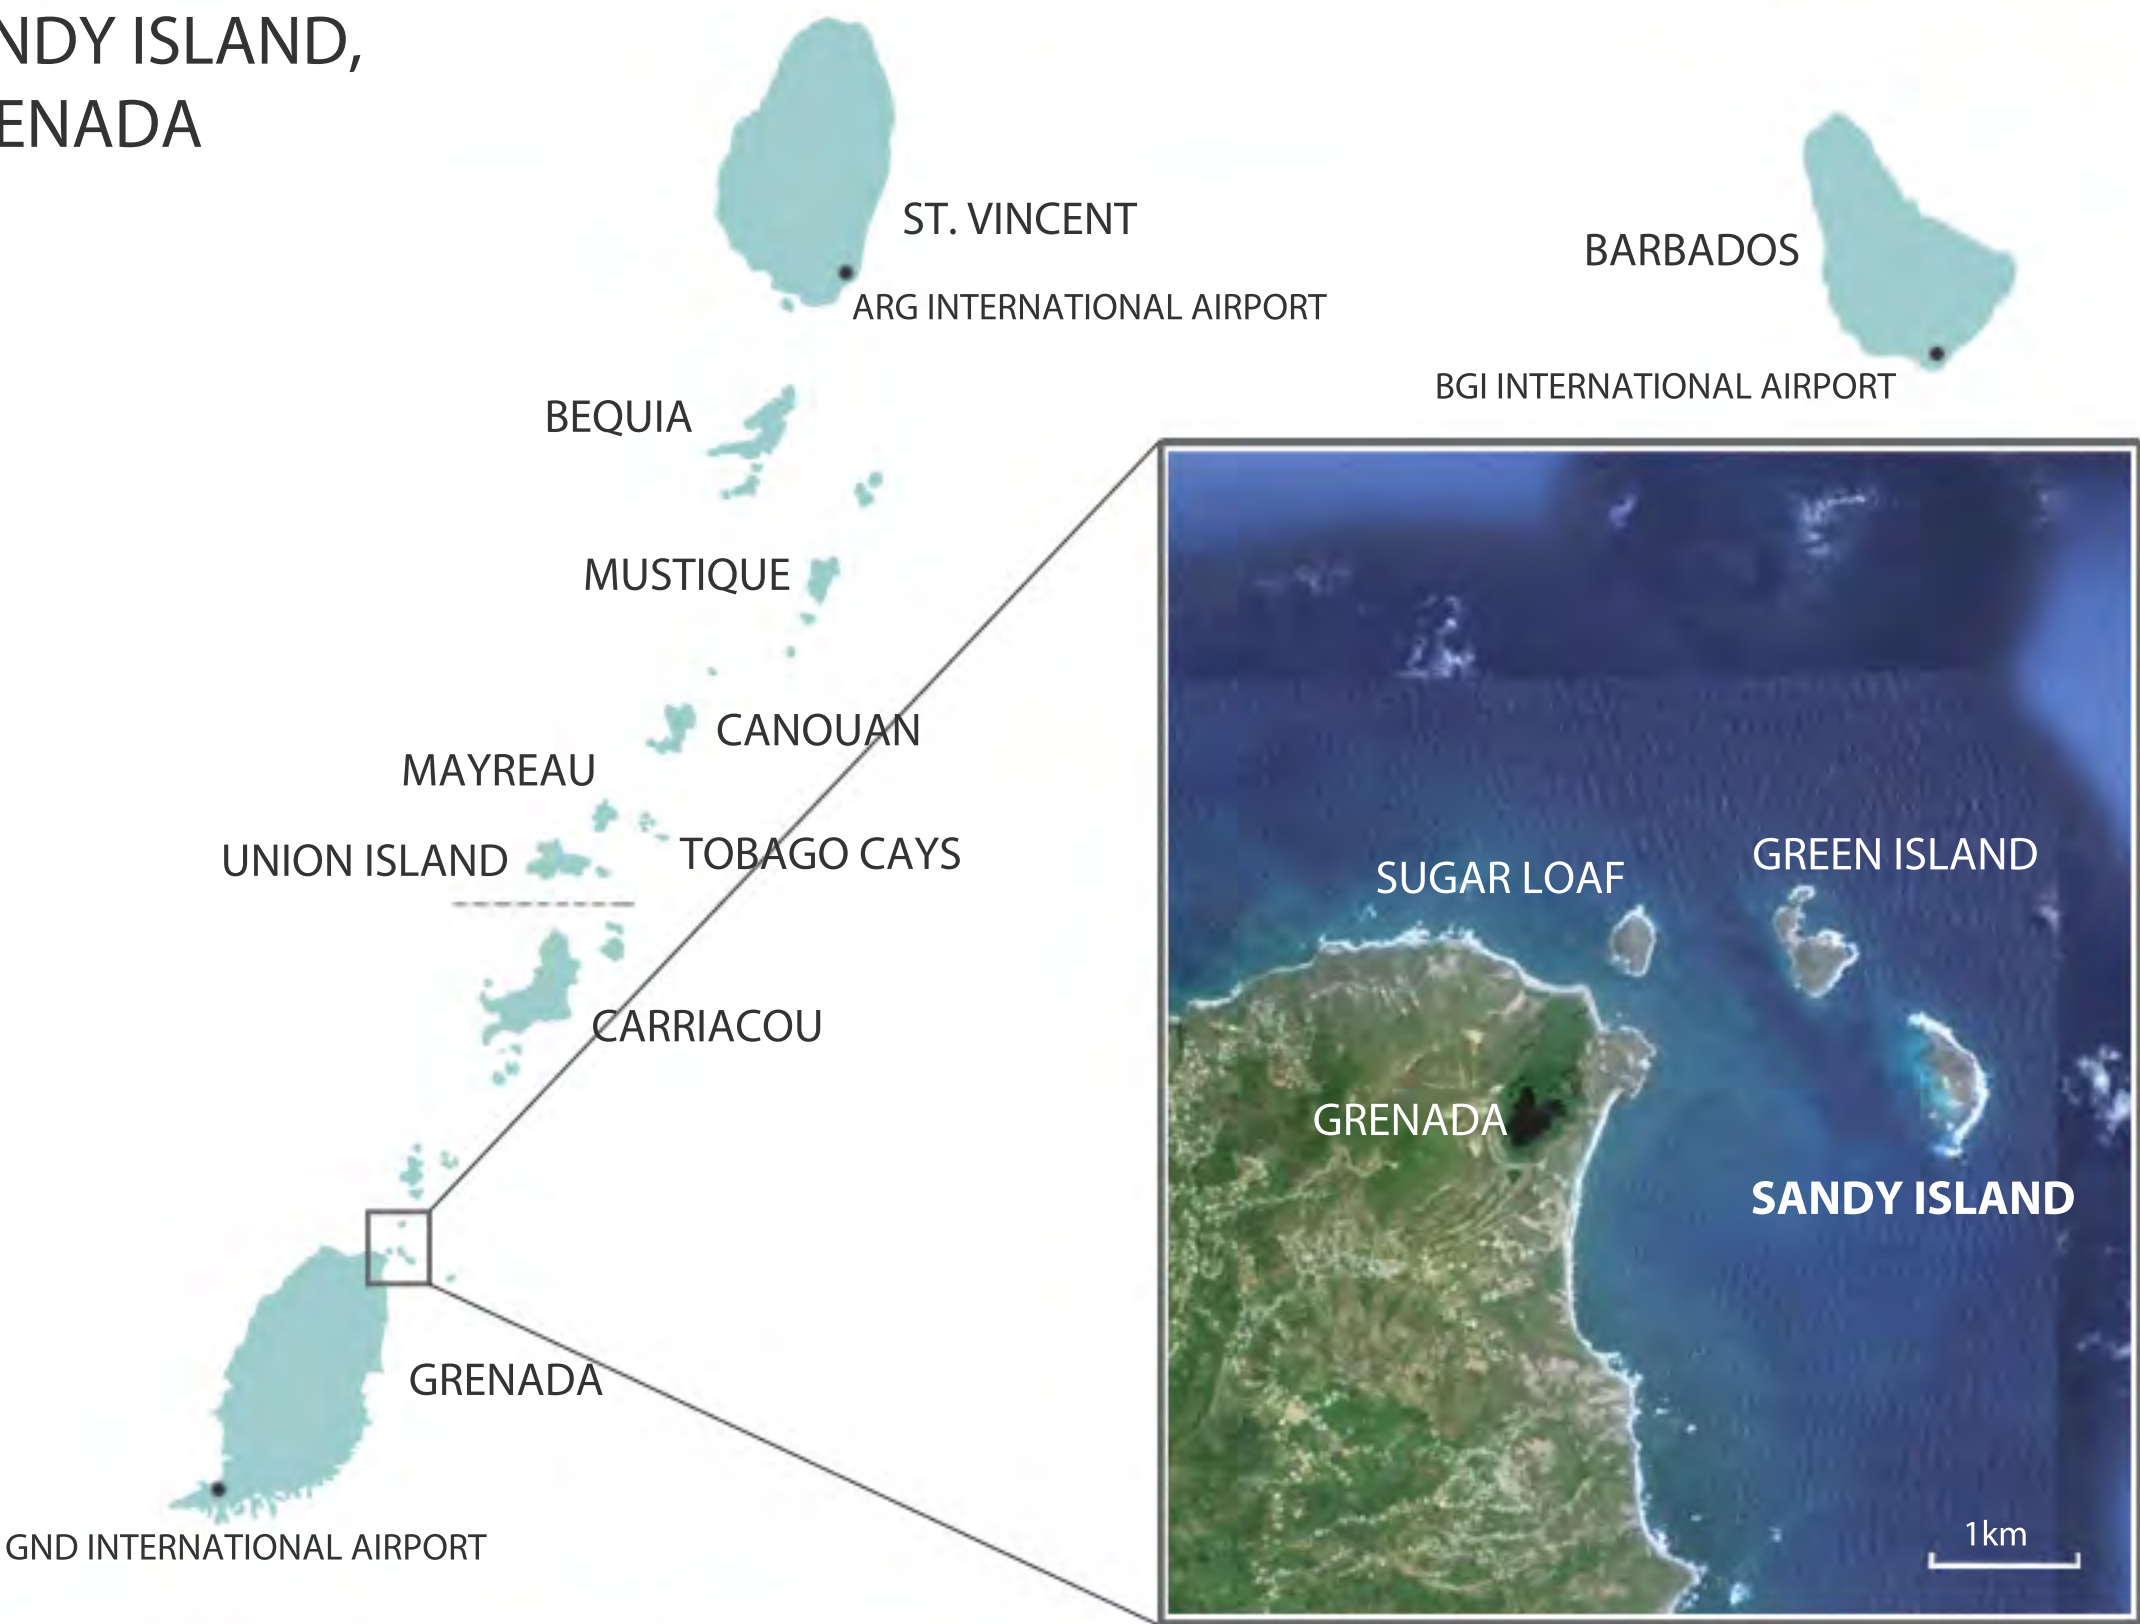 NDY ISLAND,
ENADA
ST. VINCENT
BARBADOS
ARG INTERNATIONAL AIRPORT
BGI INTERNATIONAL AIRPORT
BEQUIA
MUSTIQUE
CANOUAN
MAYREAU
UNION ISLAND
TOBAGO CAYS
SUGAR LOAF
GREEN ISLAND
CARRIACOU
GRENADA
SANDY ISLAND
GRENADA
1km
GND INTERNATIONAL AIRPORT